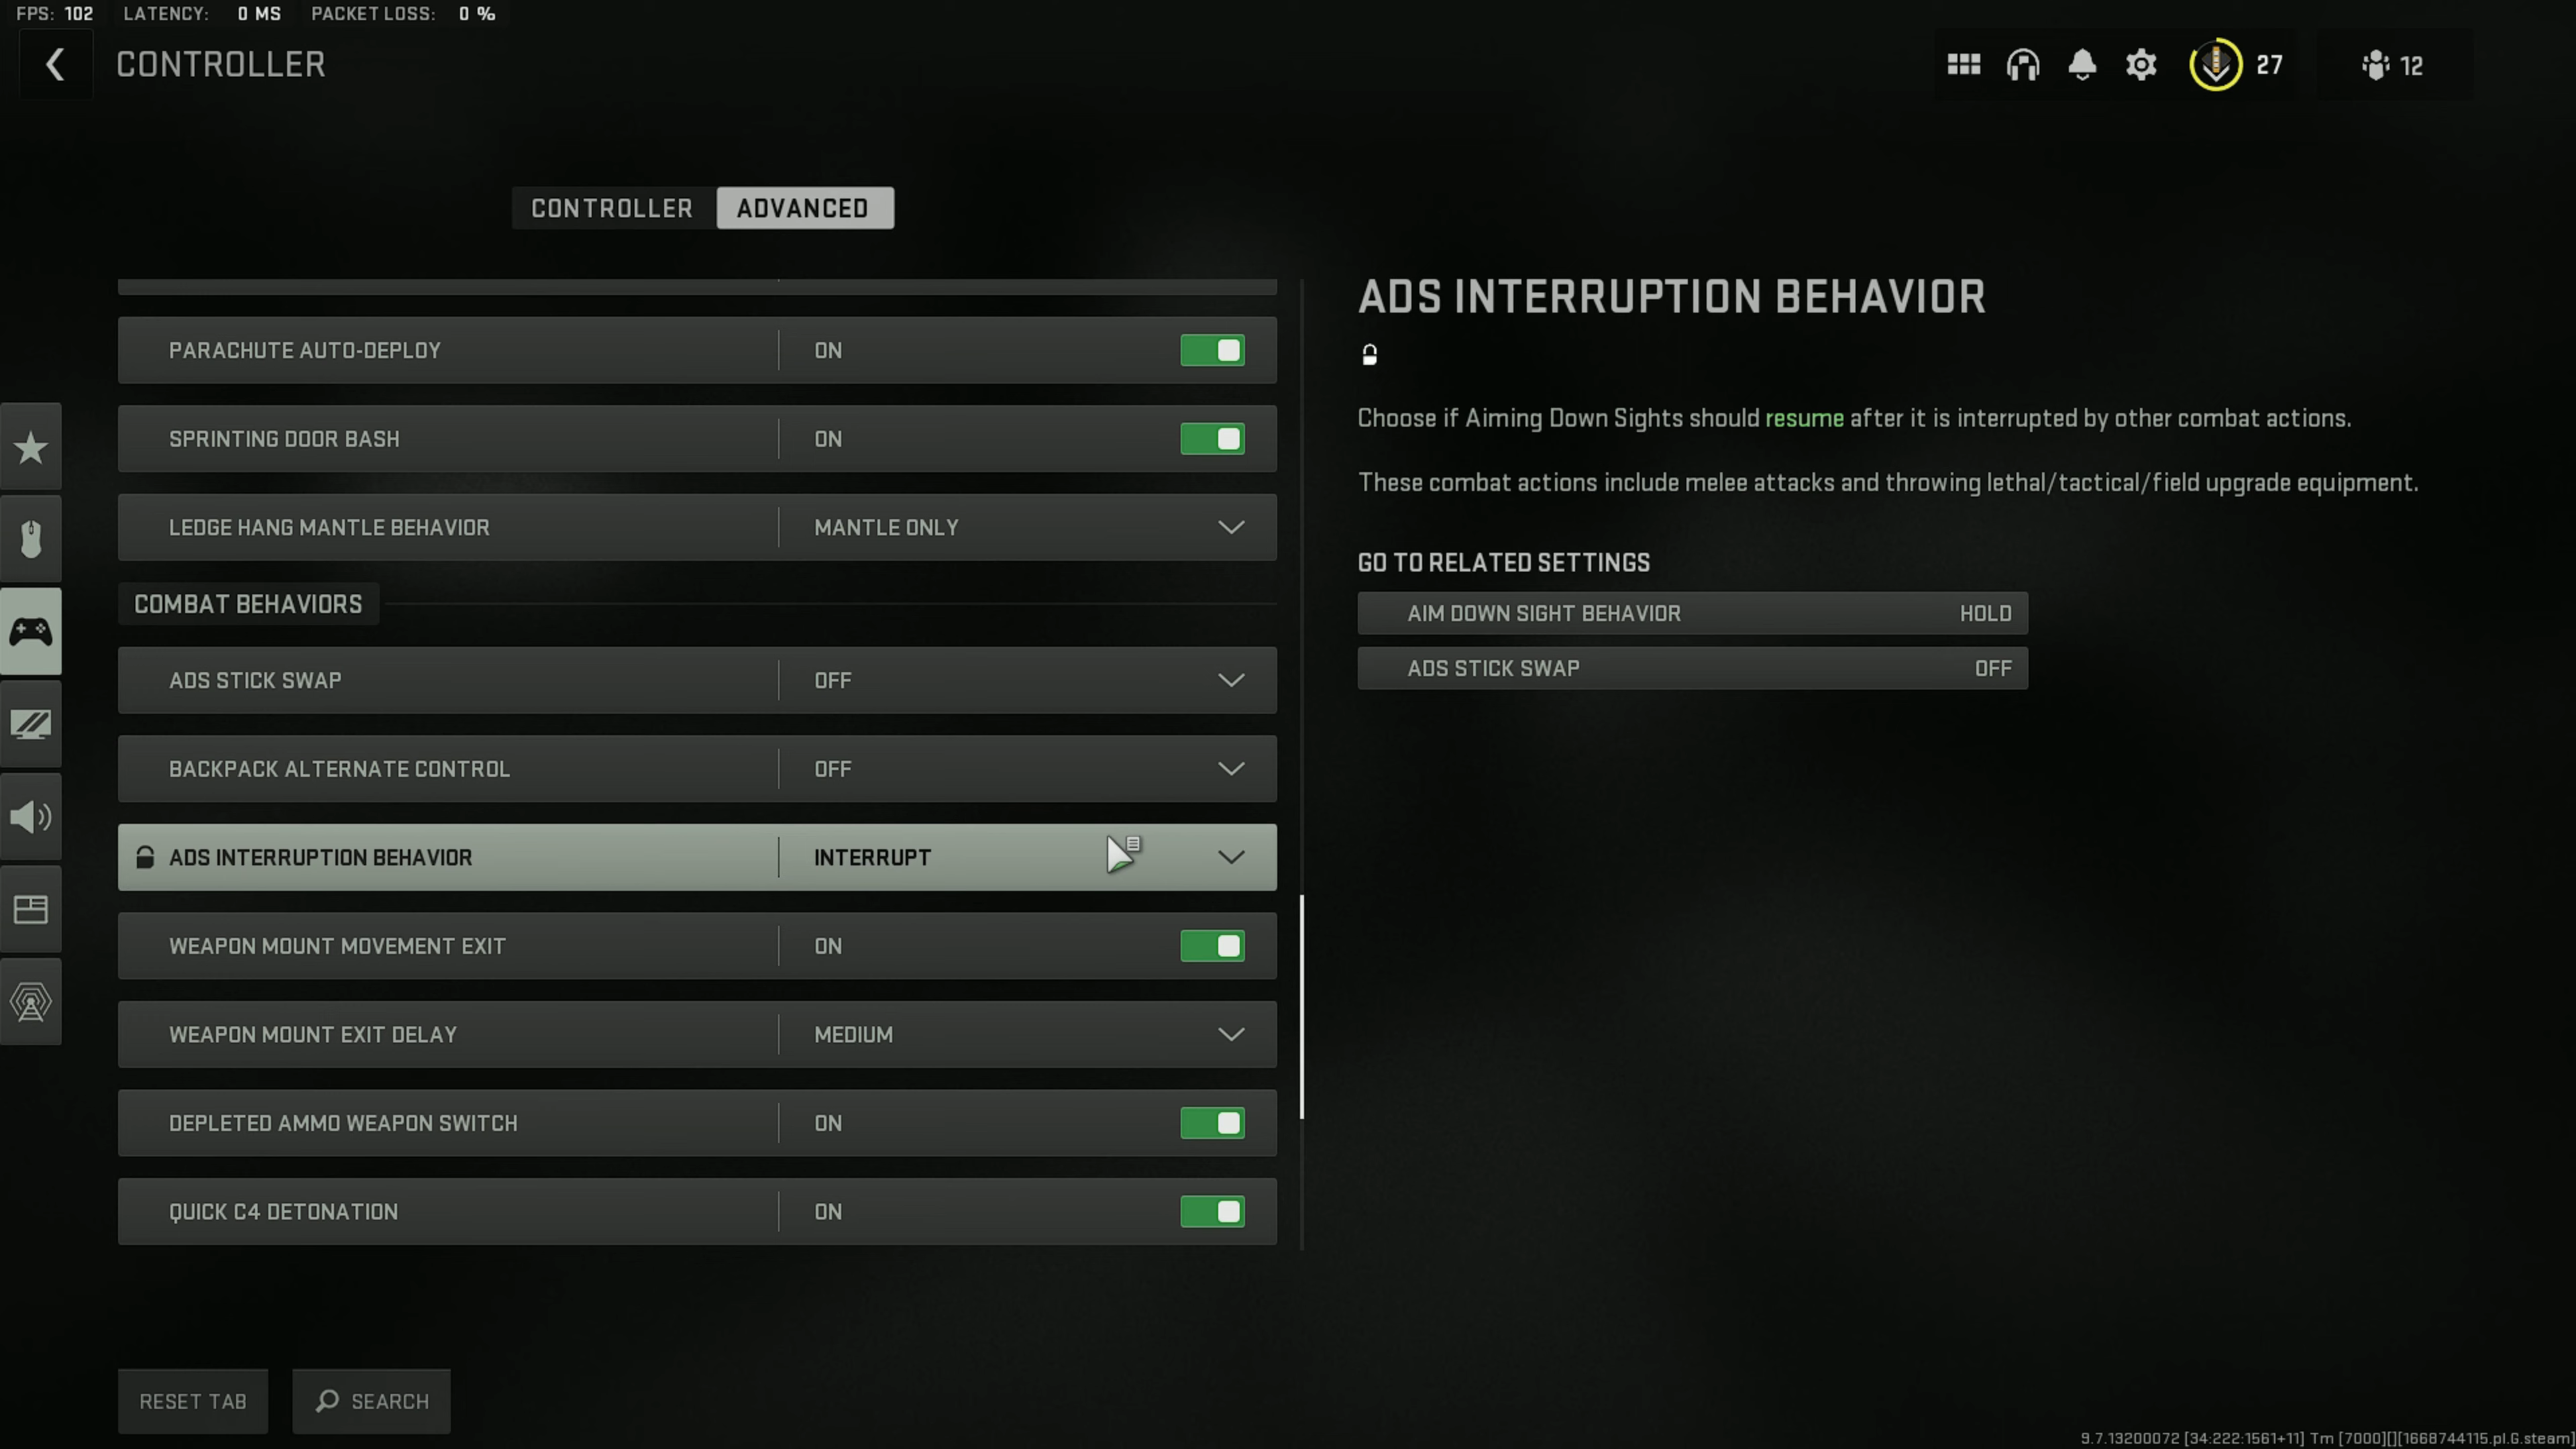 FPS: 102 LATENCY: 0 MS PACKET LOSS: 0 %
CONTROLLER
27
12
CONTROLLER ADVANCED
PARACHUTE AUTO-DEPLOY ON
SPRINTING DOOR BASH ON
LEDGE HANG MANTLE BEHAVIOR MANTLE ONLY
COMBAT BEHAVIORS
ADS STICK SWAP OFF
BACKPACK ALTERNATE CONTROL OFF
ADS INTERRUPTION BEHAVIOR INTERRUPT
WEAPON MOUNT MOVEMENT EXIT ON
WEAPON MOUNT EXIT DELAY MEDIUM
DEPLETED AMMO WEAPON SWITCH ON
QUICK C4 DETONATION ON
ADS INTERRUPTION BEHAVIOR
Choose if Aiming Down Sights should resume after it is interrupted by other combat actions.
These combat actions include melee attacks and throwing lethal/tactical/field upgrade equipment.
GO TO RELATED SETTINGS
AIM DOWN SIGHT BEHAVIOR HOLD
ADS STICK SWAP OFF
RESET TAB SEARCH
9.7.13200072 [34:222:1561+11] Tm [7000][][1668744115.pl.G.steam]